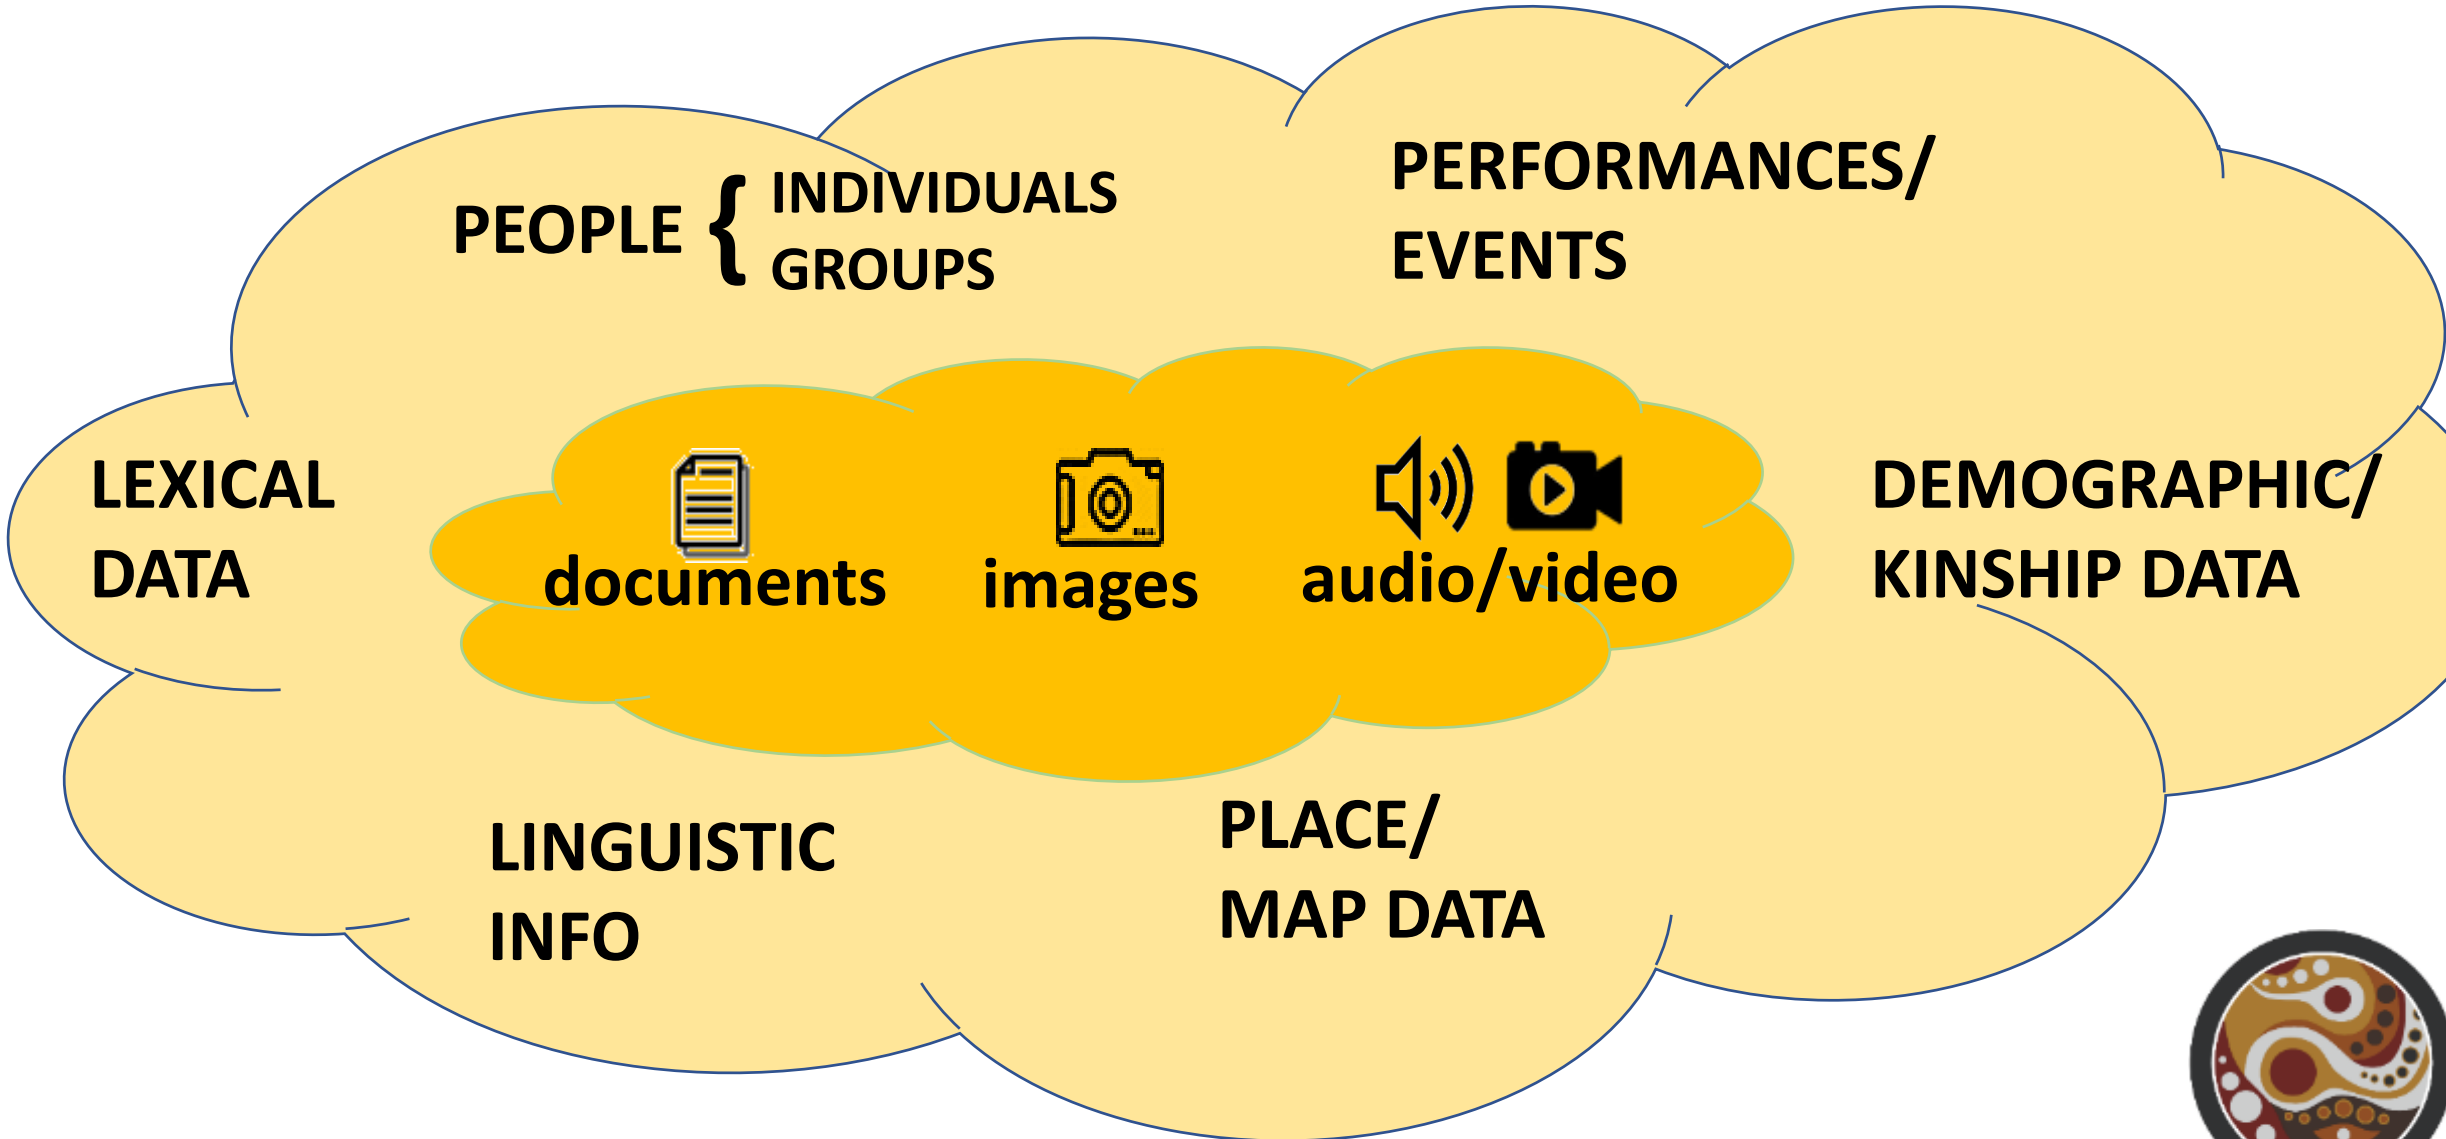 PEOPLE { INDIVIDUALS
GROUPS
PERFORMANCES/
EVENTS
LEXICAL
DATA
documents
images
audio/video
DEMOGRAPHIC/
KINSHIP DATA
LINGUISTIC
INFO
PLACE/
MAP DATA